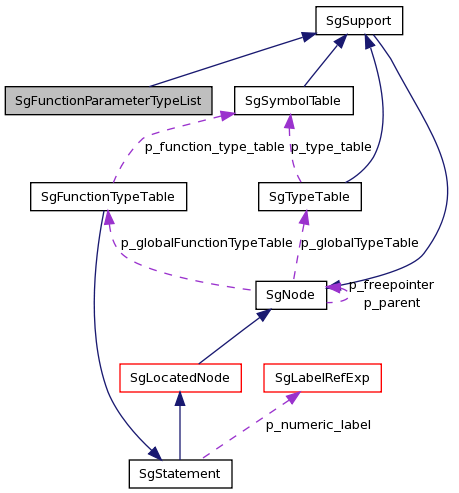 SgSupport
SgFunctionParameterTypeList
SgSymbolTable
p_function_type_table
p_type_table
SgFunctionTypeTable
SgTypeTable
p_globalFunctionTypeTable
p_globalTypeTable
SgNode
p_freepointer
p_parent
SgLocatedNode
SgLabelRefExp
p_numeric_label
SgStatement